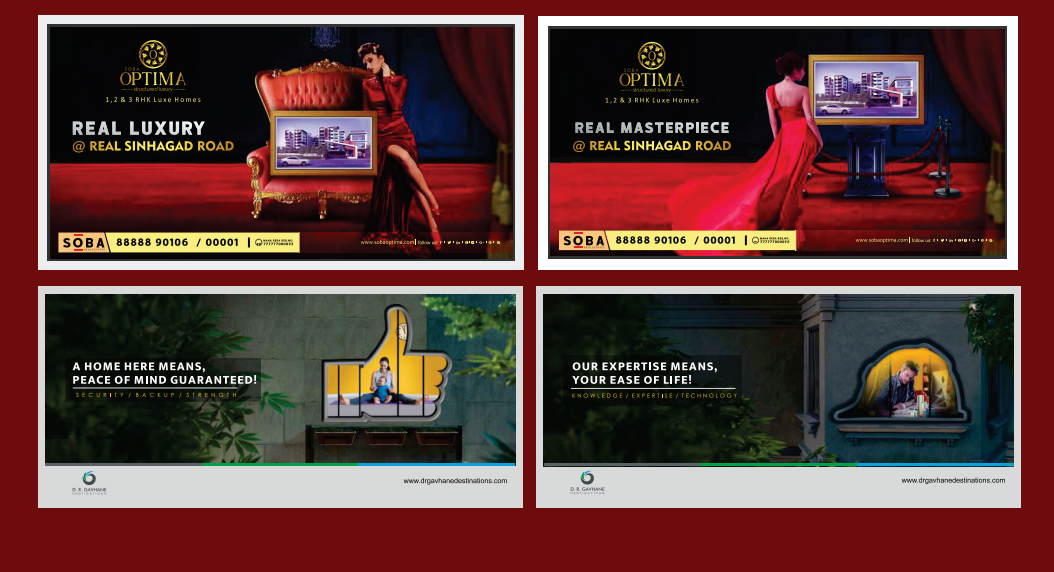 SOBA
OPTIMA
structured luxury
1,2 & 3 RHK Luxe Homes
REAL LUXURY
@ REAL SINHAGAD ROAD
SOBA
88888 90106 / 00001
www.sobaoptima.com
follow us:
SOBA
OPTIMA
structured luxury
1,2 & 3 RHK Luxe Homes
REAL MASTERPIECE
@ REAL SINHAGAD ROAD
SOBA
88888 90106 / 00001
www.sobaoptima.com
follow us:
A HOME HERE MEANS,
PEACE OF MIND GUARANTEED!
SECURITY / BACKUP / STRENGTH
D. R. GAVHANE
DESTINATIONS
www.drgavhanedestinations.com
OUR EXPERTISE MEANS,
YOUR EASE OF LIFE!
KNOWLEDGE / EXPERTISE / TECHNOLOGY
D. R. GAVHANE
DESTINATIONS
www.drgavhanedestinations.com